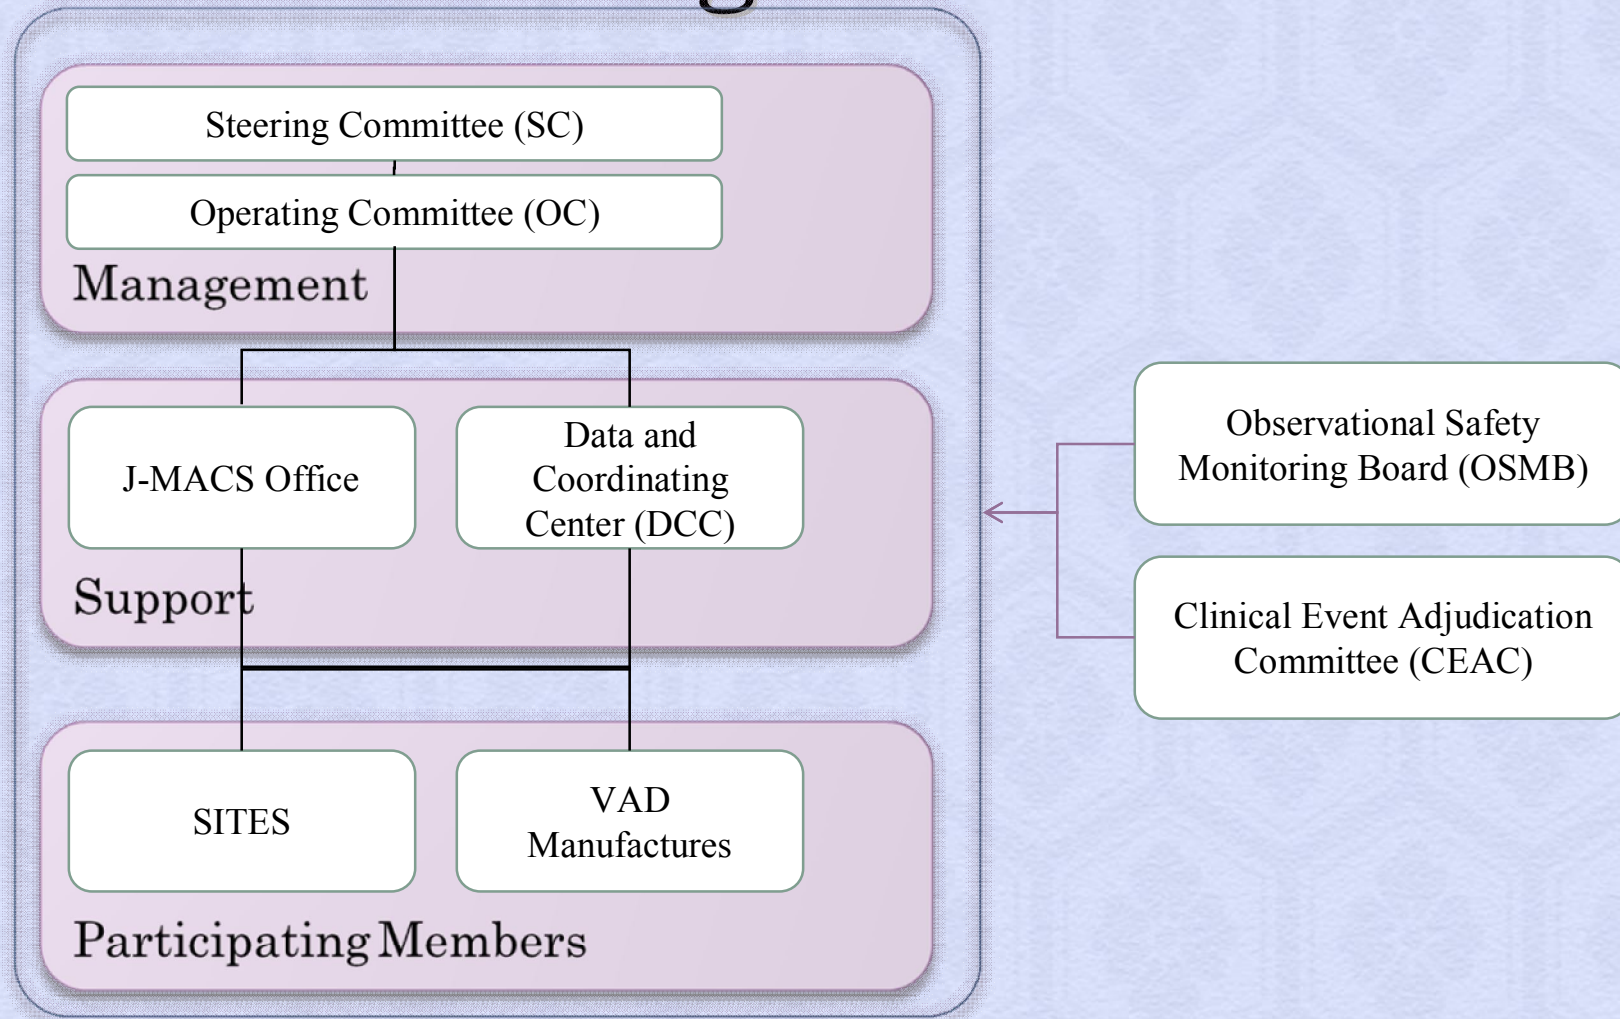 Steering Committee (SC)
Operating Committee (OC)
Management
J-MACS Office
Data and
Coordinating
Center (DCC)
Support
SITES
VAD
Manufactures
Participating Members
Observational Safety
Monitoring Board (OSMB)
Clinical Event Adjudication
Committee (CEAC)